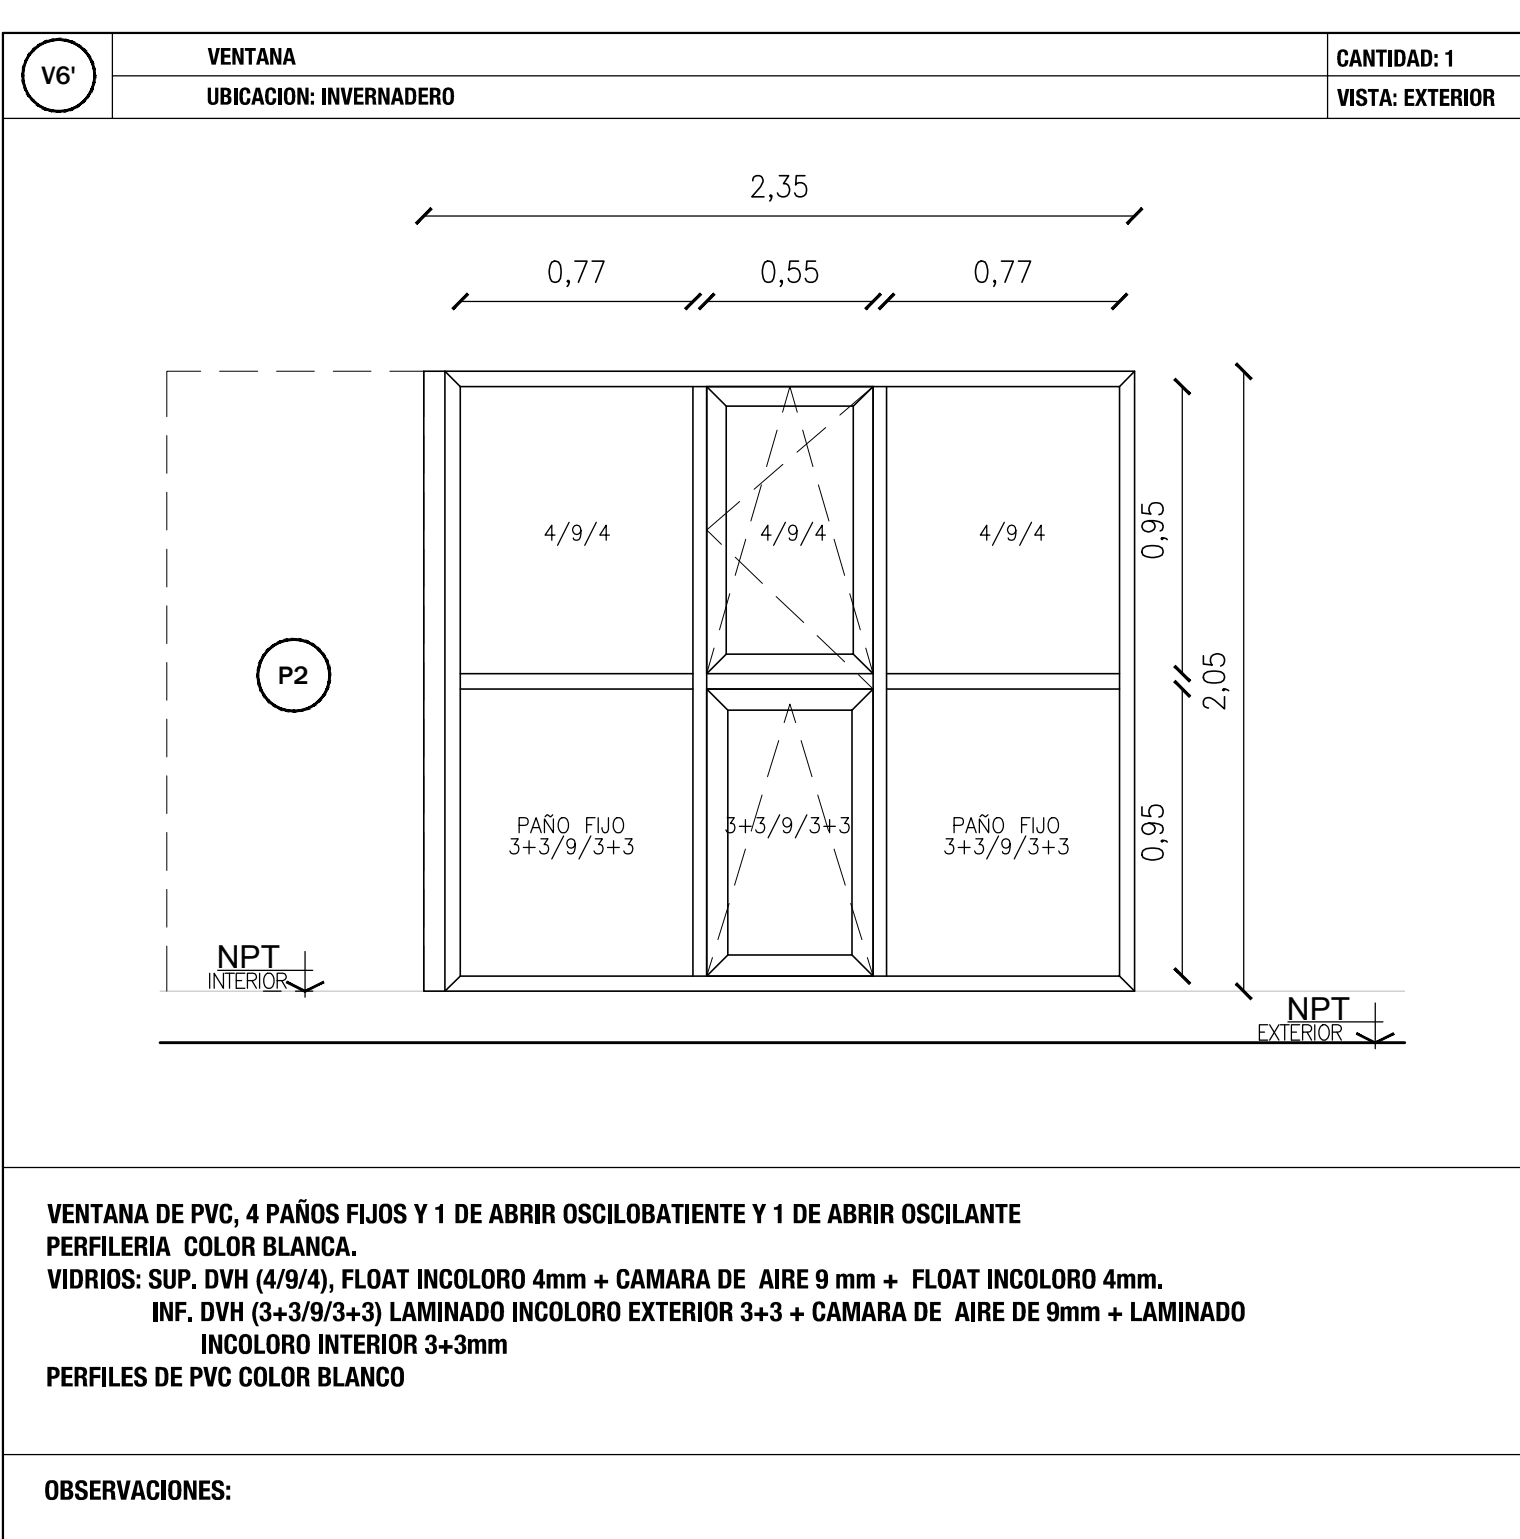 V6'
VENTANA
CANTIDAD: 1
UBICACION: INVERNADERO
VISTA: EXTERIOR
2,35
0,77
0,55
0,77
4/9/4
4/9/4
4/9/4
0,95
2,05
P2
PAÑO FIJO
3+3/9/3+3
3+3/9/3+3
PAÑO FIJO
3+3/9/3+3
0,95
NPT
INTERIOR
NPT
EXTERIOR
VENTANA DE PVC, 4 PAÑOS FIJOS Y 1 DE ABRIR OSCILOBATIENTE Y 1 DE ABRIR OSCILANTE
PERFILERIA COLOR BLANCA.
VIDRIOS: SUP. DVH (4/9/4), FLOAT INCOLORO 4mm + CAMARA DE AIRE 9 mm + FLOAT INCOLORO 4mm.
INF. DVH (3+3/9/3+3) LAMINADO INCOLORO EXTERIOR 3+3 + CAMARA DE AIRE DE 9mm + LAMINADO
INCOLORO INTERIOR 3+3mm
PERFILES DE PVC COLOR BLANCO
OBSERVACIONES: